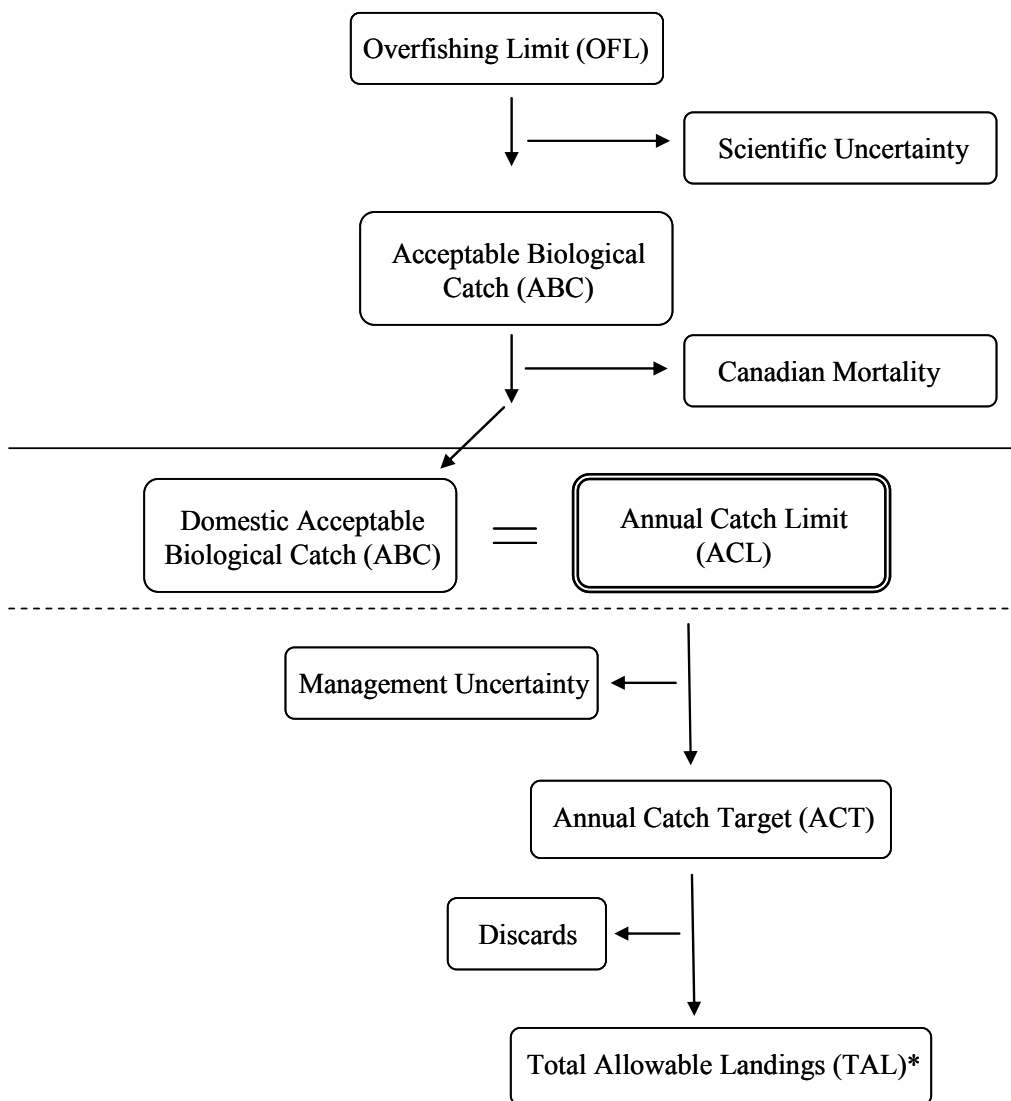 Overfishing Limit (OFL)
Scientific Uncertainty
Acceptable Biological
Catch (ABC)
Canadian Mortality
Domestic Acceptable
Biological Catch (ABC)
=
Annual Catch Limit
(ACL)
Management Uncertainty
Annual Catch Target (ACT)
Discards
Total Allowable Landings (TAL)*